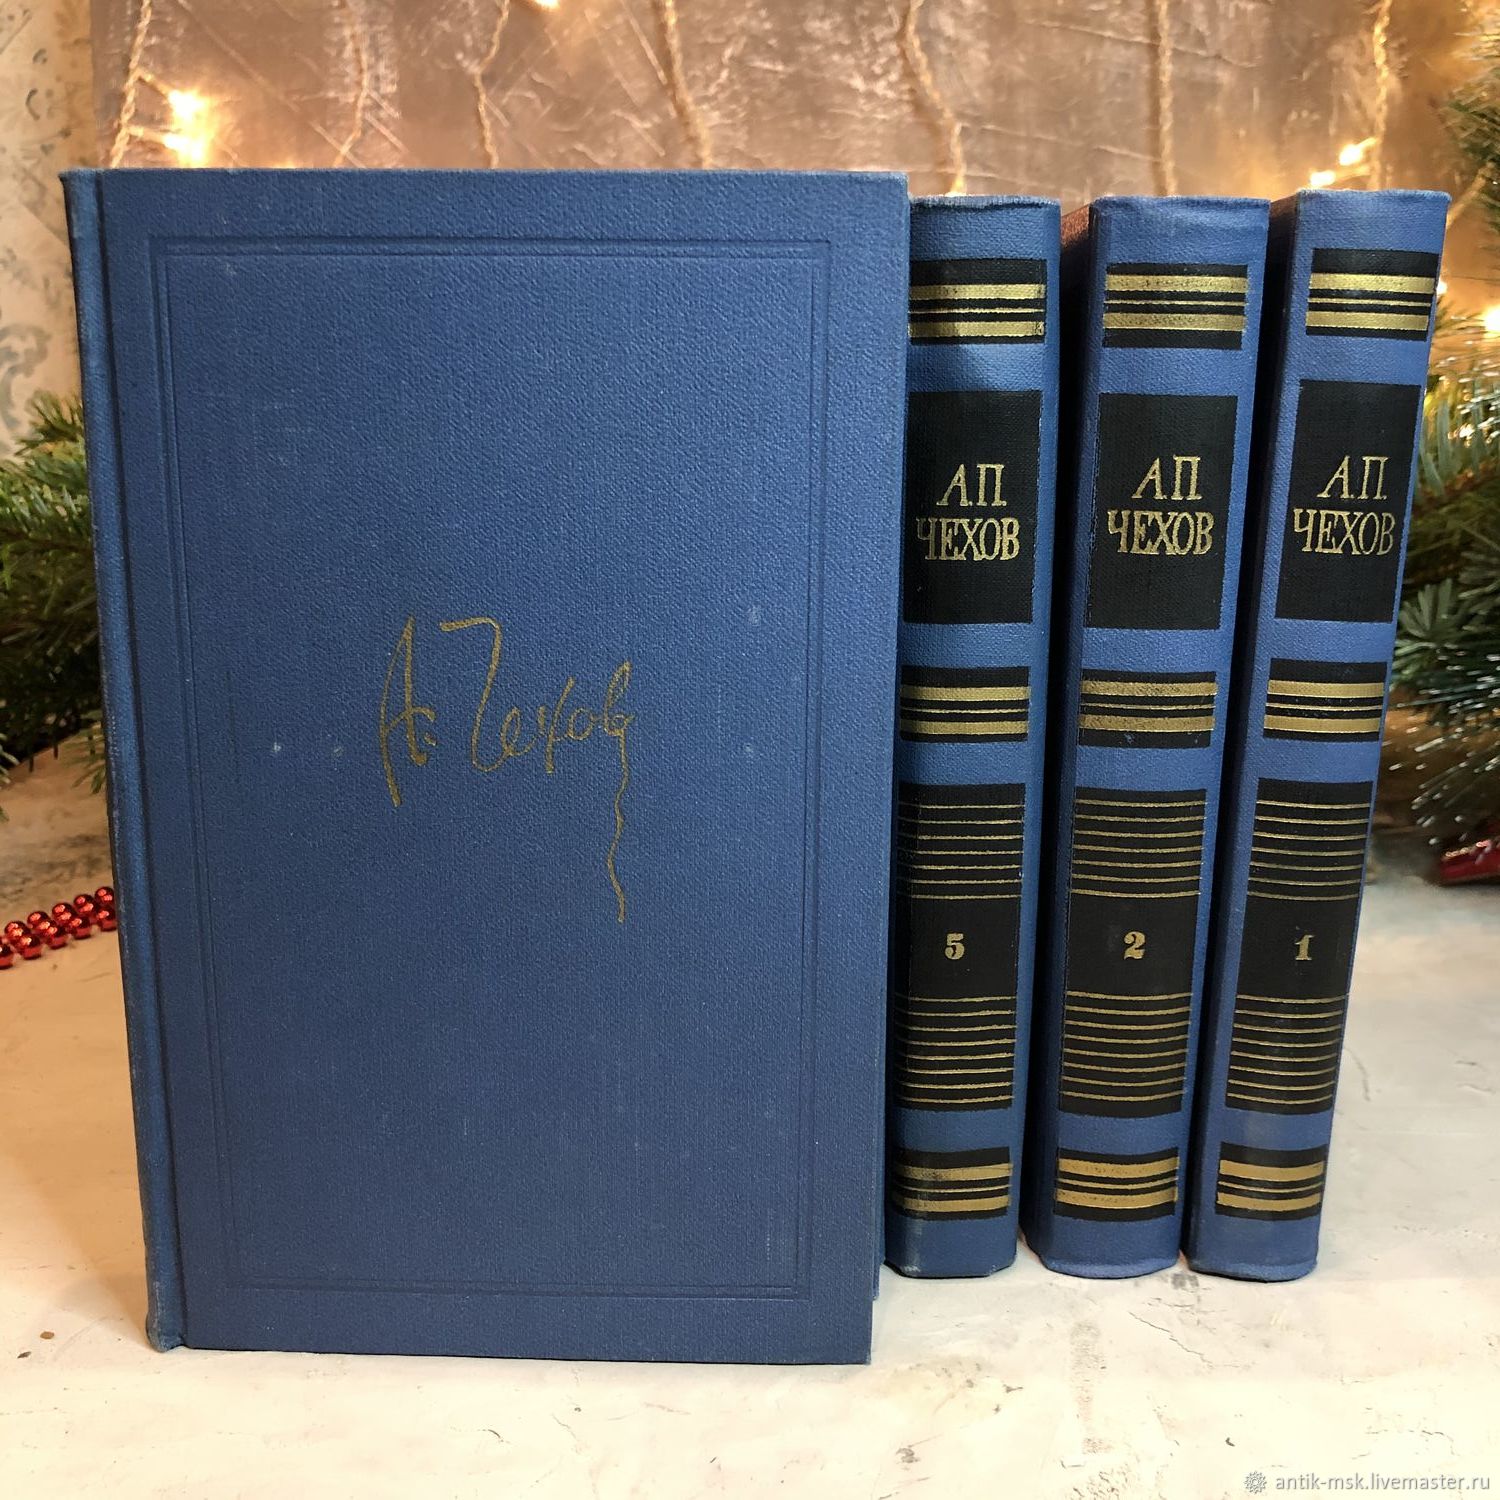 А. Чехов
А.П.
ЧЕХОВ
5
А.П.
ЧЕХОВ
2
А.П.
ЧЕХОВ
1
antik-msk.livemaster.ru